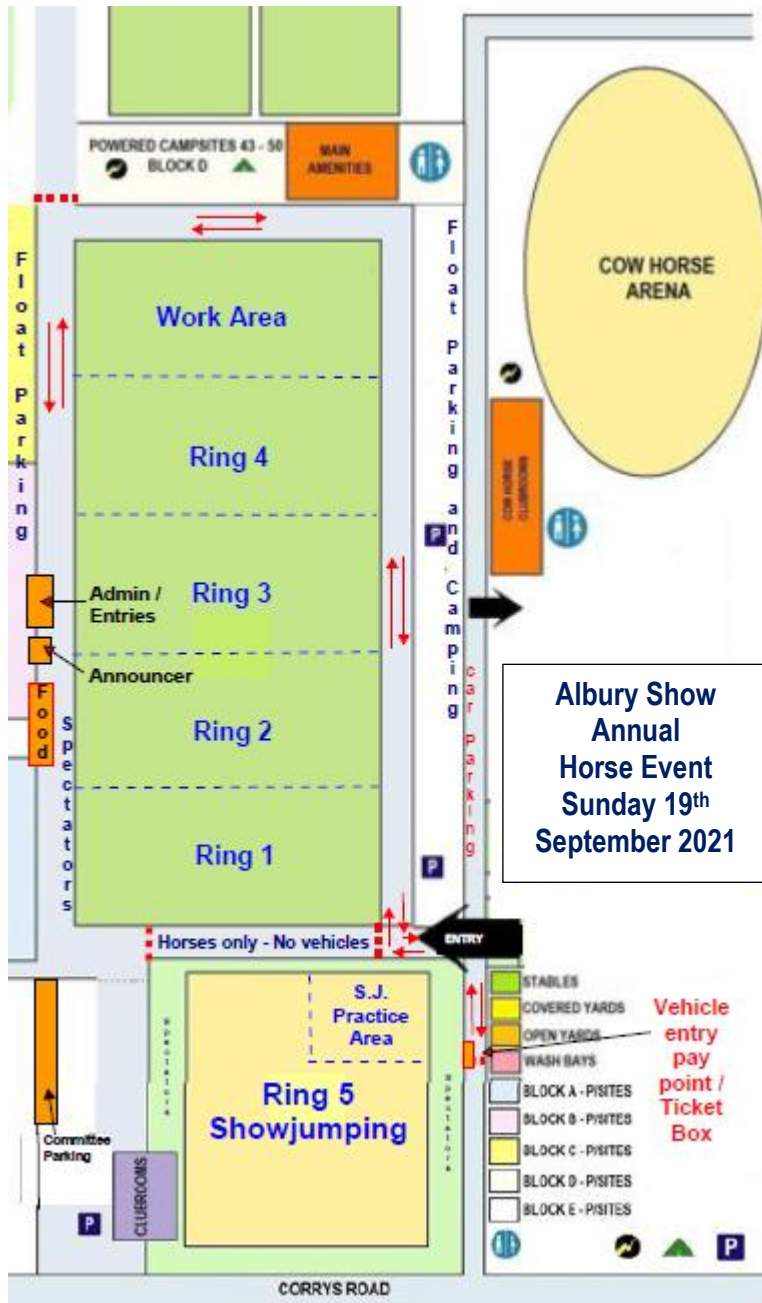 POWERED CAMPSITES 43 - 50
BLOCK D
MAIN
AMENITIES
Float Parking
Float Parking and Camping
COW HORSE
ARENA
Work Area
Ring 4
COW HORSE
CLUBROOMS
P
Ring 3
Admin /
Entries
Announcer
Food
Spectators
Ring 2
car Parking
Albury Show
Annual
Horse Event
Sunday 19th
September 2021
Ring 1
P
Horses only - No vehicles
ENTRY
S.J.
Practice
Area
Spectators
Spectators
Ring 5
Showjumping
STABLES
COVERED YARDS
OPEN YARDS
WASH BAYS
BLOCK A - P/SITES
BLOCK B - P/SITES
BLOCK C - P/SITES
BLOCK D - P/SITES
BLOCK E - P/SITES
Vehicle
entry
pay
point /
Ticket
Box
Committee
Parking
CLUBROOMS
P
P
CORRYS ROAD